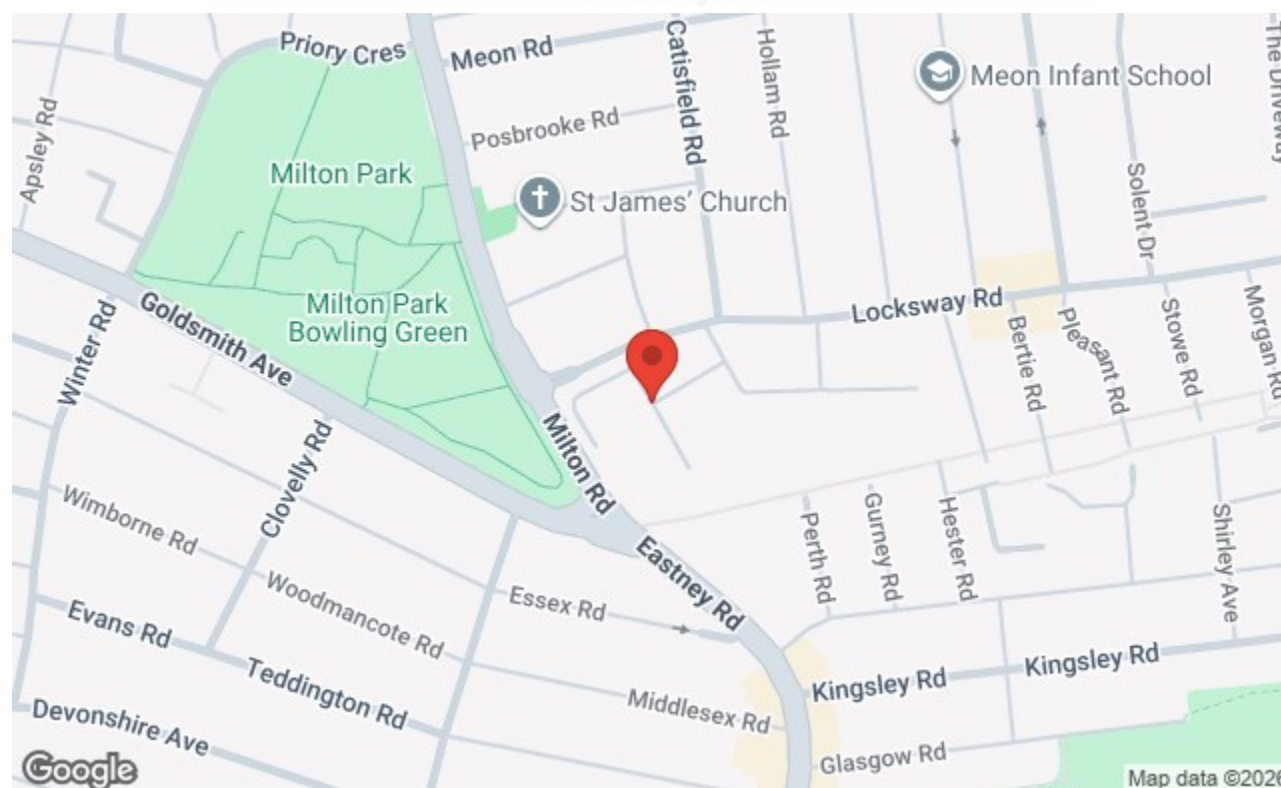 Priory Cres
Meon Rd
Catisfield Rd
Hollam Rd
The Driveway
Meon Infant School
Apsley Rd
Posbrooke Rd
Milton Park
St James' Church
Solent Dr
Milton Park
Bowling Green
Locksway Rd
Goldsmith Ave
Winter Rd
Bertie Rd
Pleasant Rd
Stowe Rd
Morgan Rd
Clovelly Rd
Milton Rd
Wimborne Rd
Perth Rd
Gurney Rd
Hester Rd
Shirley Ave
Eastney Rd
Essex Rd
Woodmancote Rd
Evans Rd
Teddington Rd
Kingsley Rd
Kingsley Rd
Middlesex Rd
Devonshire Ave
Glasgow Rd
Google
Map data ©2026